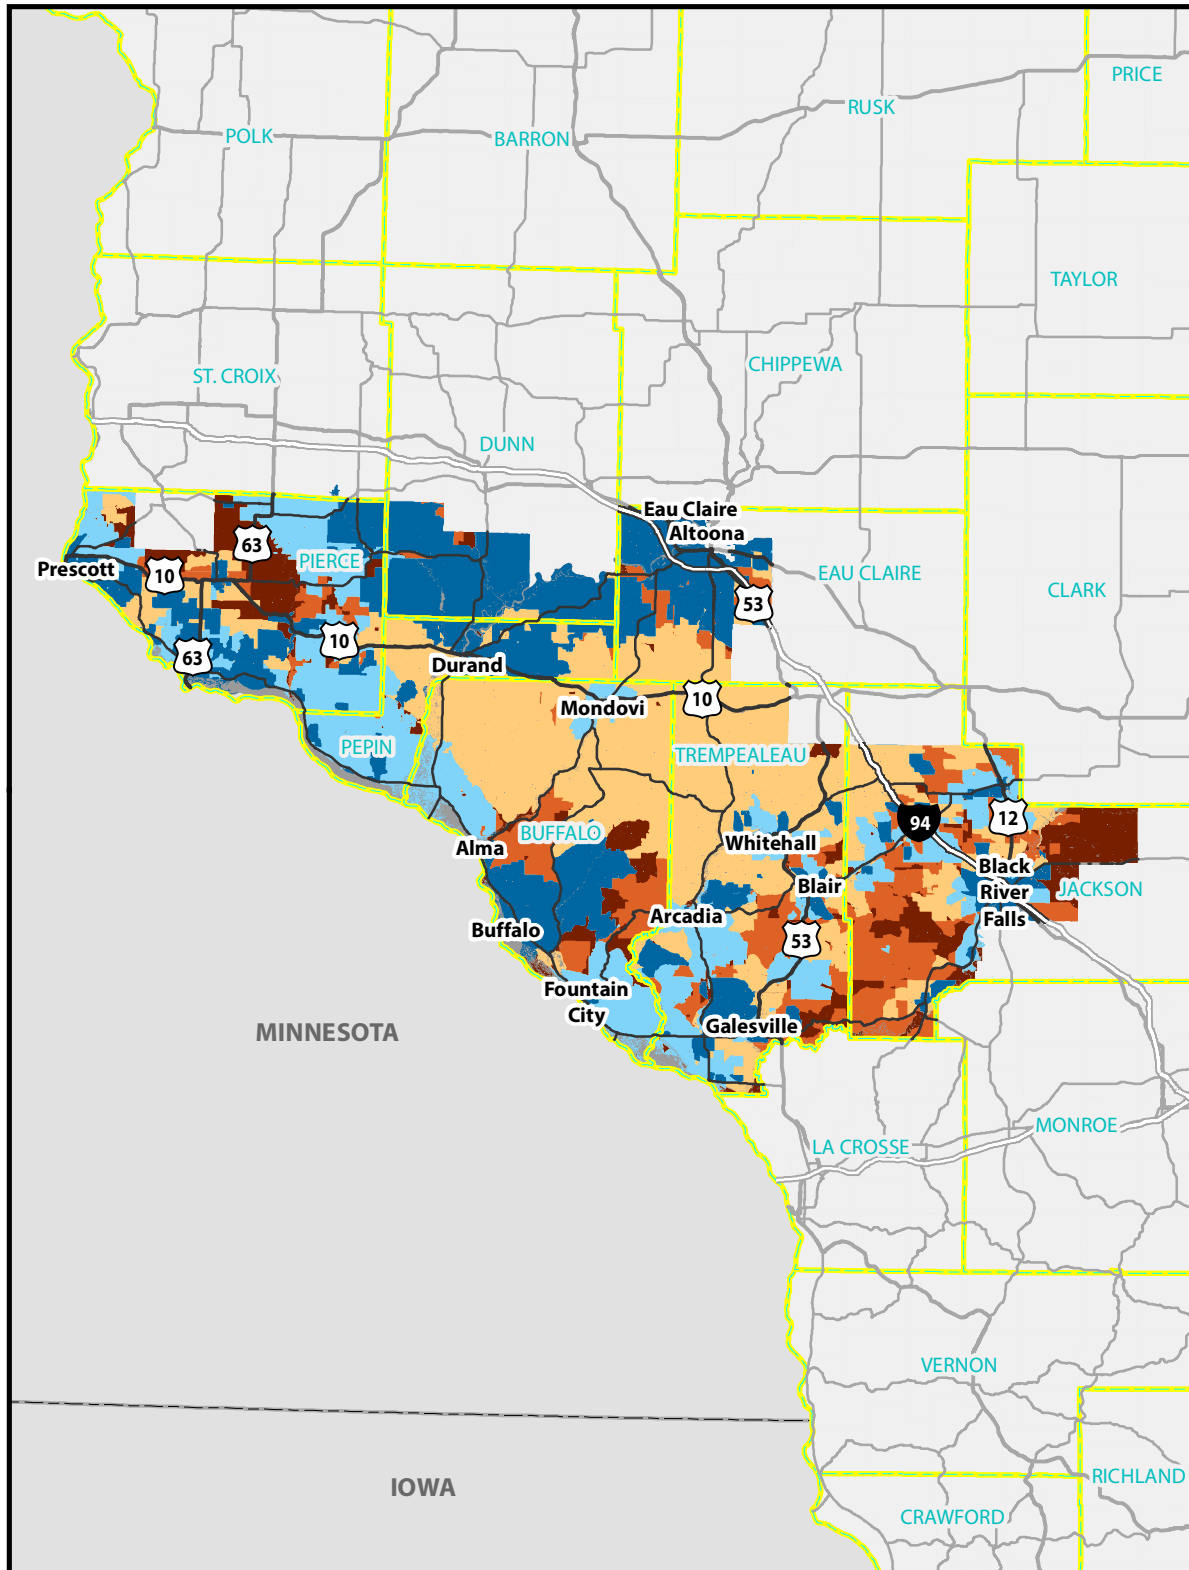 PRICE
RUSK
POLK
BARRON
TAYLOR
CHIPPEWA
ST. CROIX
DUNN
Eau Claire
Altoona
63
PIERCE
Prescott
10
EAU CLAIRE
CLARK
53
10
63
Durand
10
Mondovi
PEPIN
TREMPEALEAU
94
12
BUFFALO
Whitehall
Alma
Black
River
Falls
Blair
JACKSON
Arcadia
Buffalo
53
Fountain
City
Galesville
MINNESOTA
MONROE
LA CROSSE
VERNON
RICHLAND
IOWA
CRAWFORD